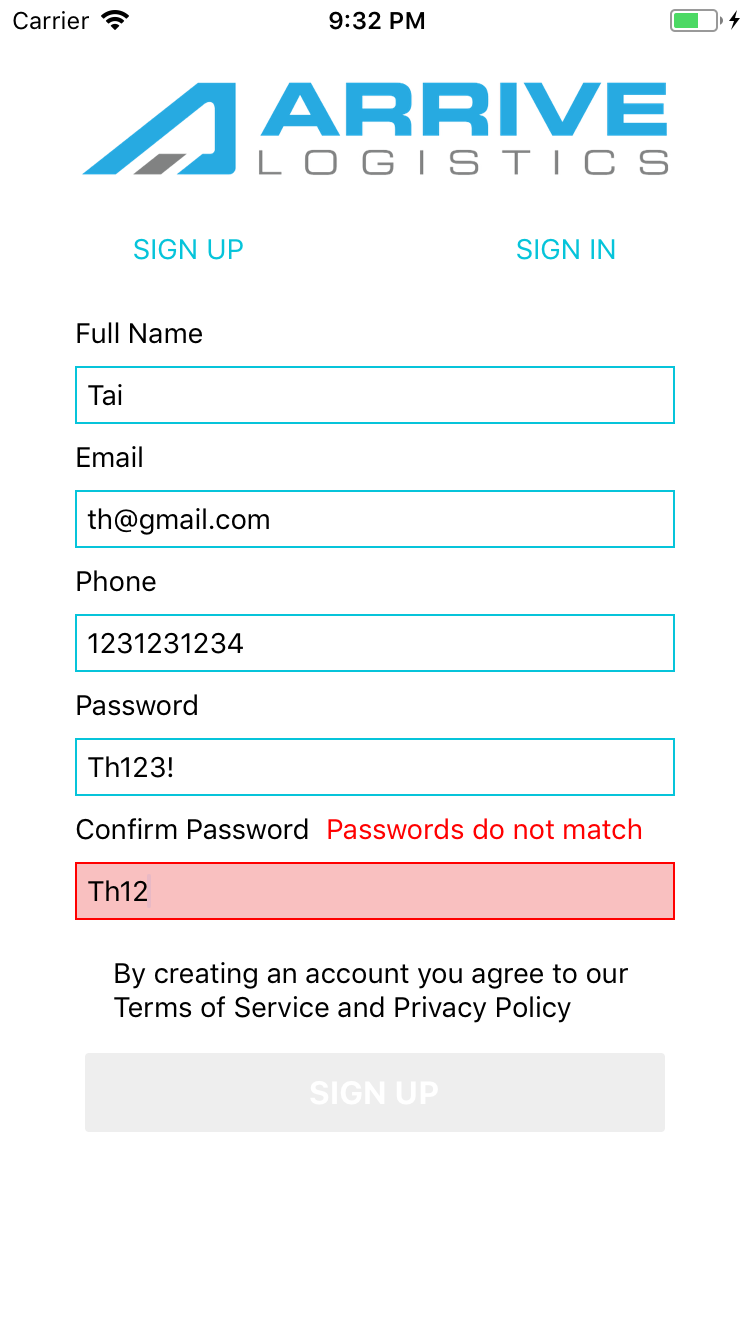 Carrier 9:32 PM
ARRIVE
LOGISTICS
SIGN UP SIGN IN
Full Name
Tai
Email
th@gmail.com
Phone
1231231234
Password
Th123!
Confirm Password Passwords do not match
Th12
By creating an account you agree to our
Terms of Service and Privacy Policy
SIGN UP